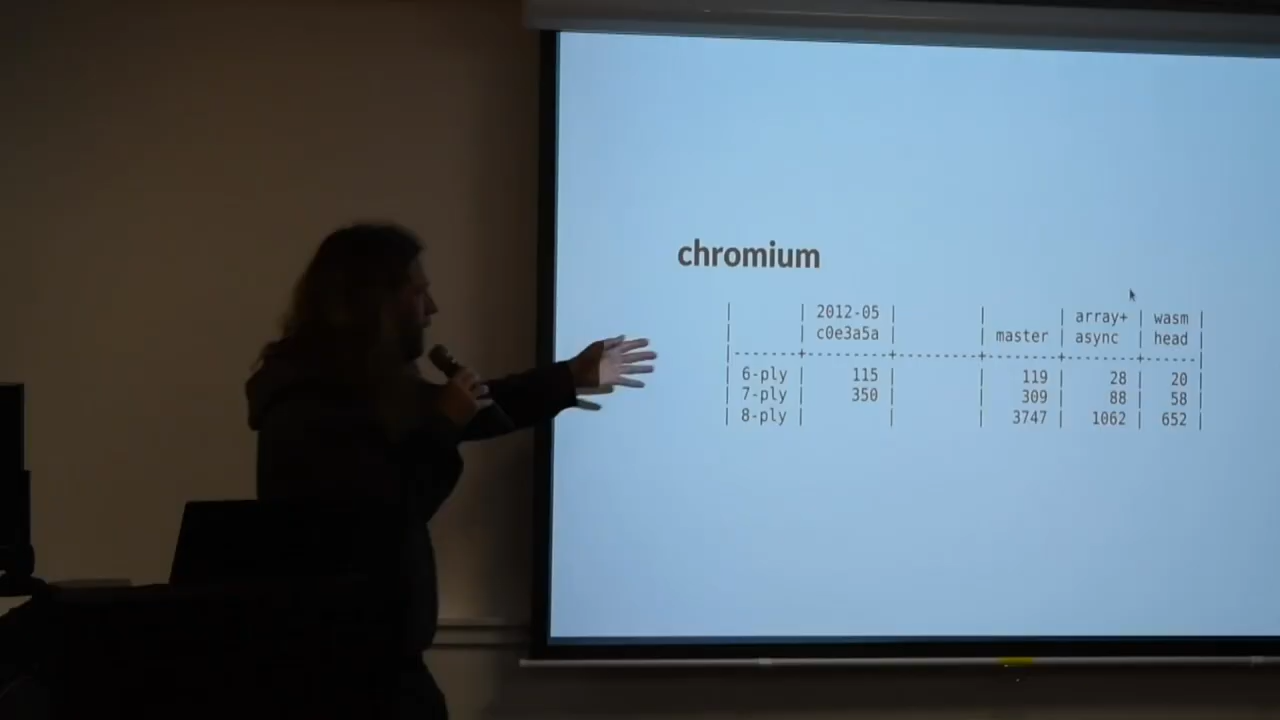 chromium
|       | 2012-05 |         |        | array+ | wasm |
|       | c0e3a5a |         | master | async  | head |
|-------+---------+---------+--------+--------+------|
| 6-ply |     115 |         |    119 |     28 |   20 |
| 7-ply |     350 |         |    309 |     88 |   58 |
| 8-ply |         |         |   3747 |   1062 |  652 |